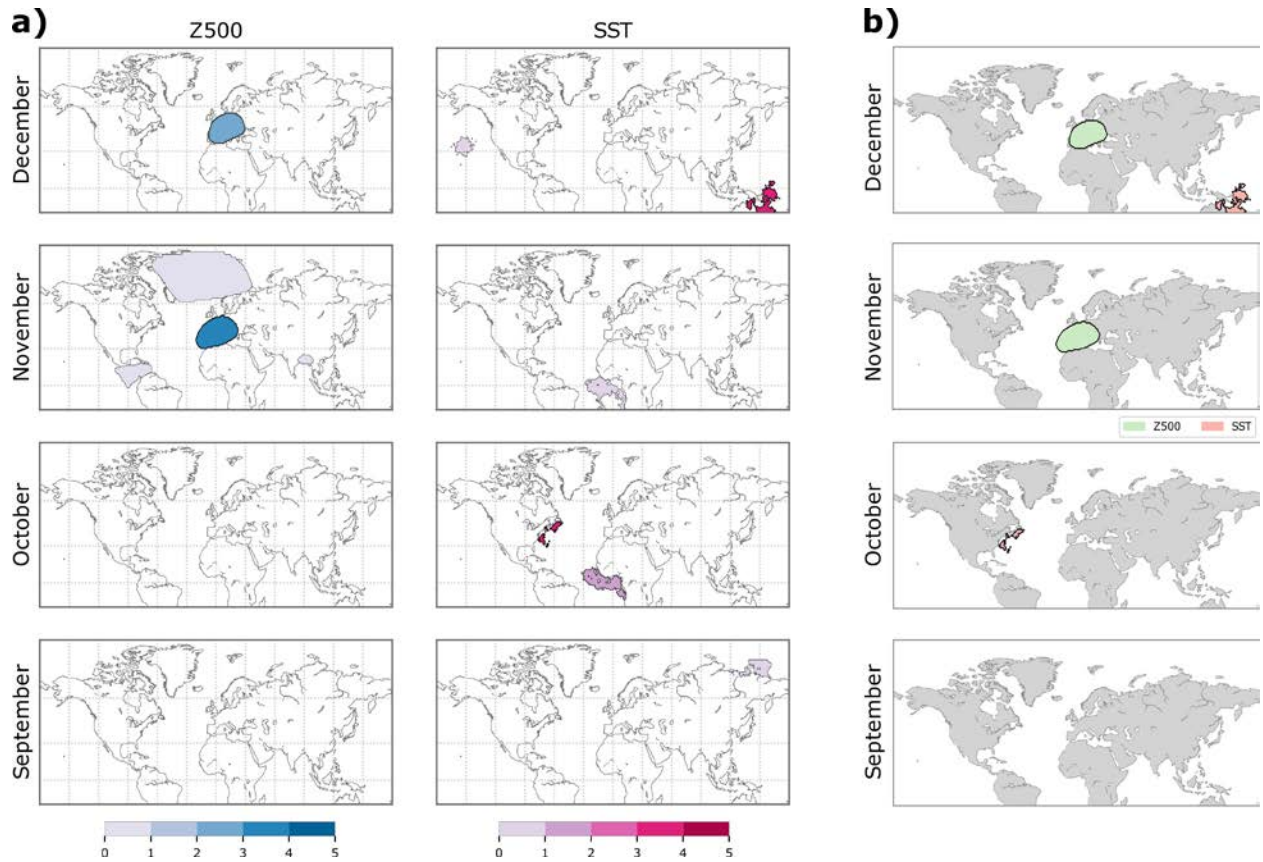 a)
b)
Z500
SST
December
December
November
November
Z500 SST
October
October
September
September
0 1 2 3 4 5
0 1 2 3 4 5